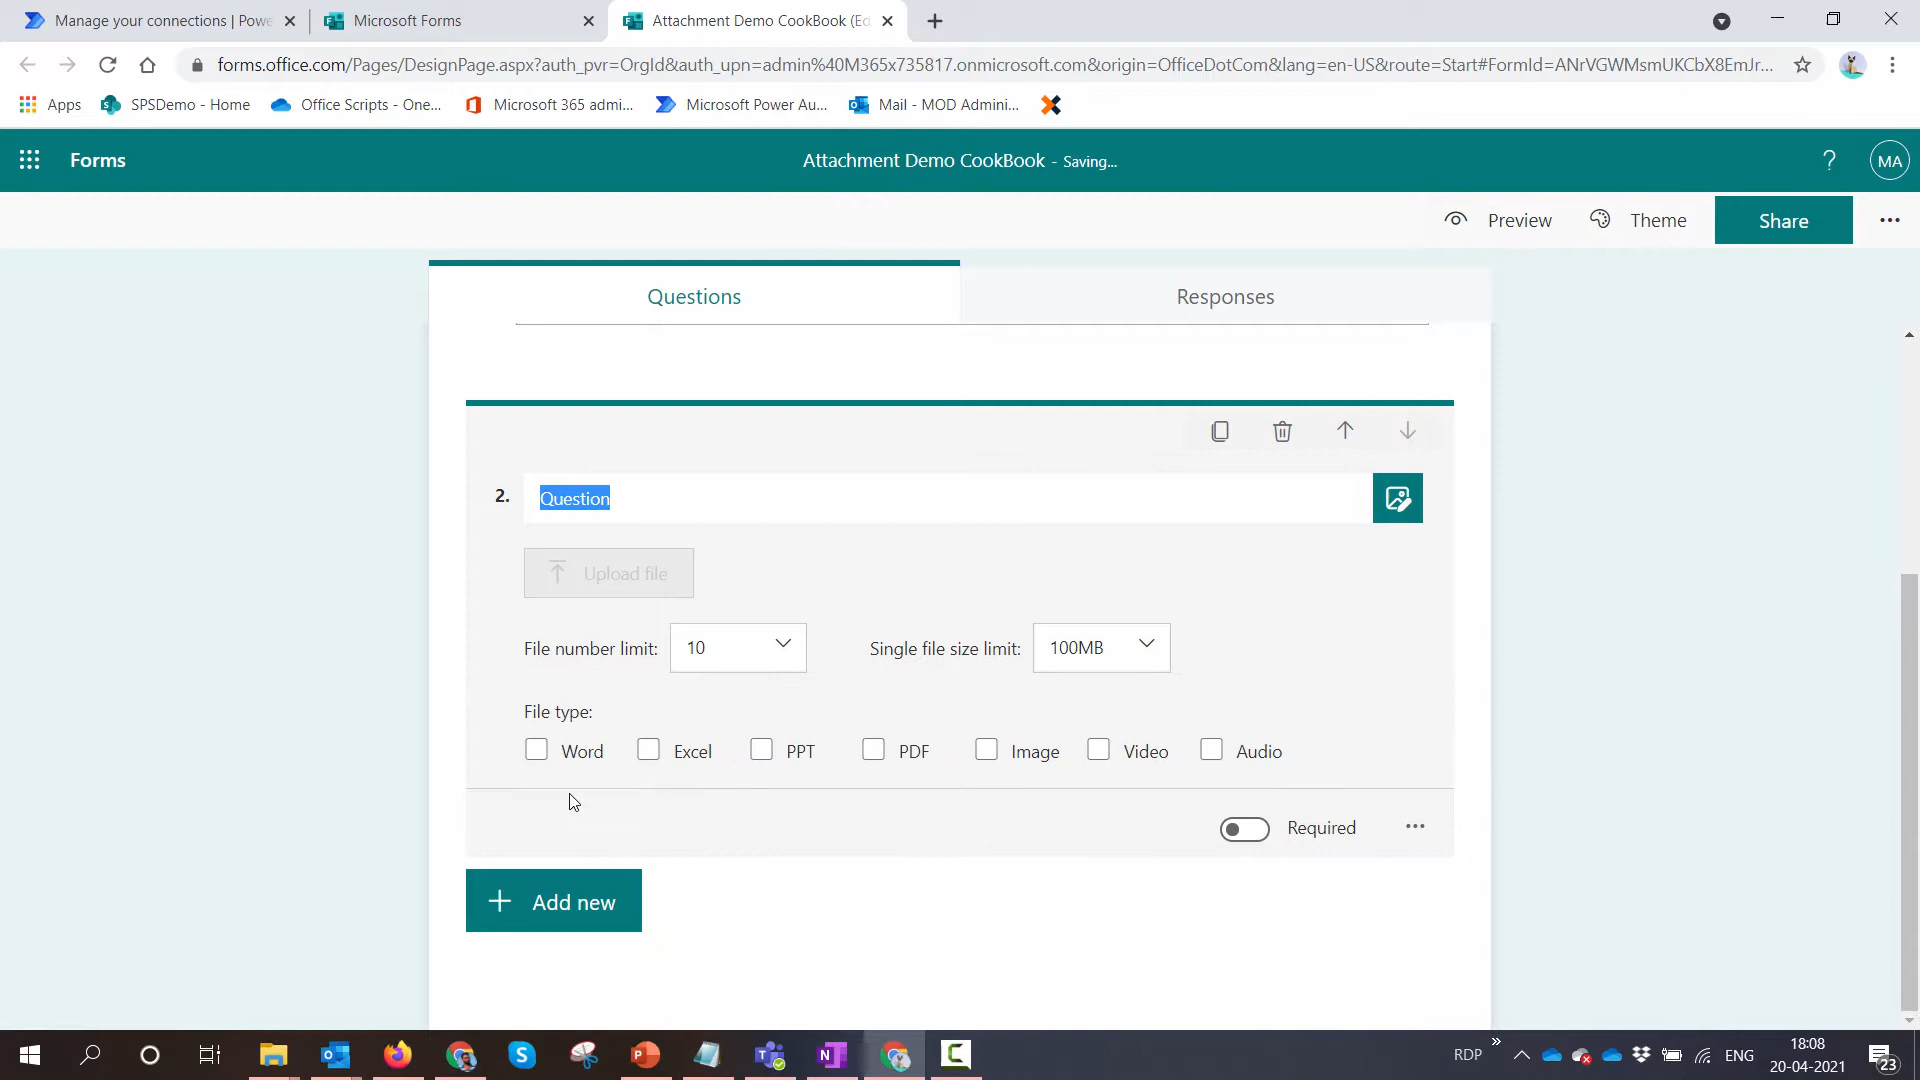 Manage your connections | Powe
Microsoft Forms
Attachment Demo CookBook (Ed
forms.office.com/Pages/DesignPage.aspx?auth_pvr=OrgId&auth_upn=admin%40M365x735817.onmicrosoft.com&origin=OfficeDotCom&lang=en-US&route=Start#FormId=ANrVGWMsmUKCbX8EmJr...
Apps
SPSDemo - Home
Office Scripts - One...
Microsoft 365 admi...
Microsoft Power Au...
Mail - MOD Admini...
Forms
Attachment Demo CookBook - Saving...
?
MA
Preview
Theme
Share
Questions
Responses
2.
Question
Upload file
File number limit:
10
Single file size limit:
100MB
File type:
Word
Excel
PPT
PDF
Image
Video
Audio
Required
Add new
RDP
ENG
18:08
20-04-2021
23